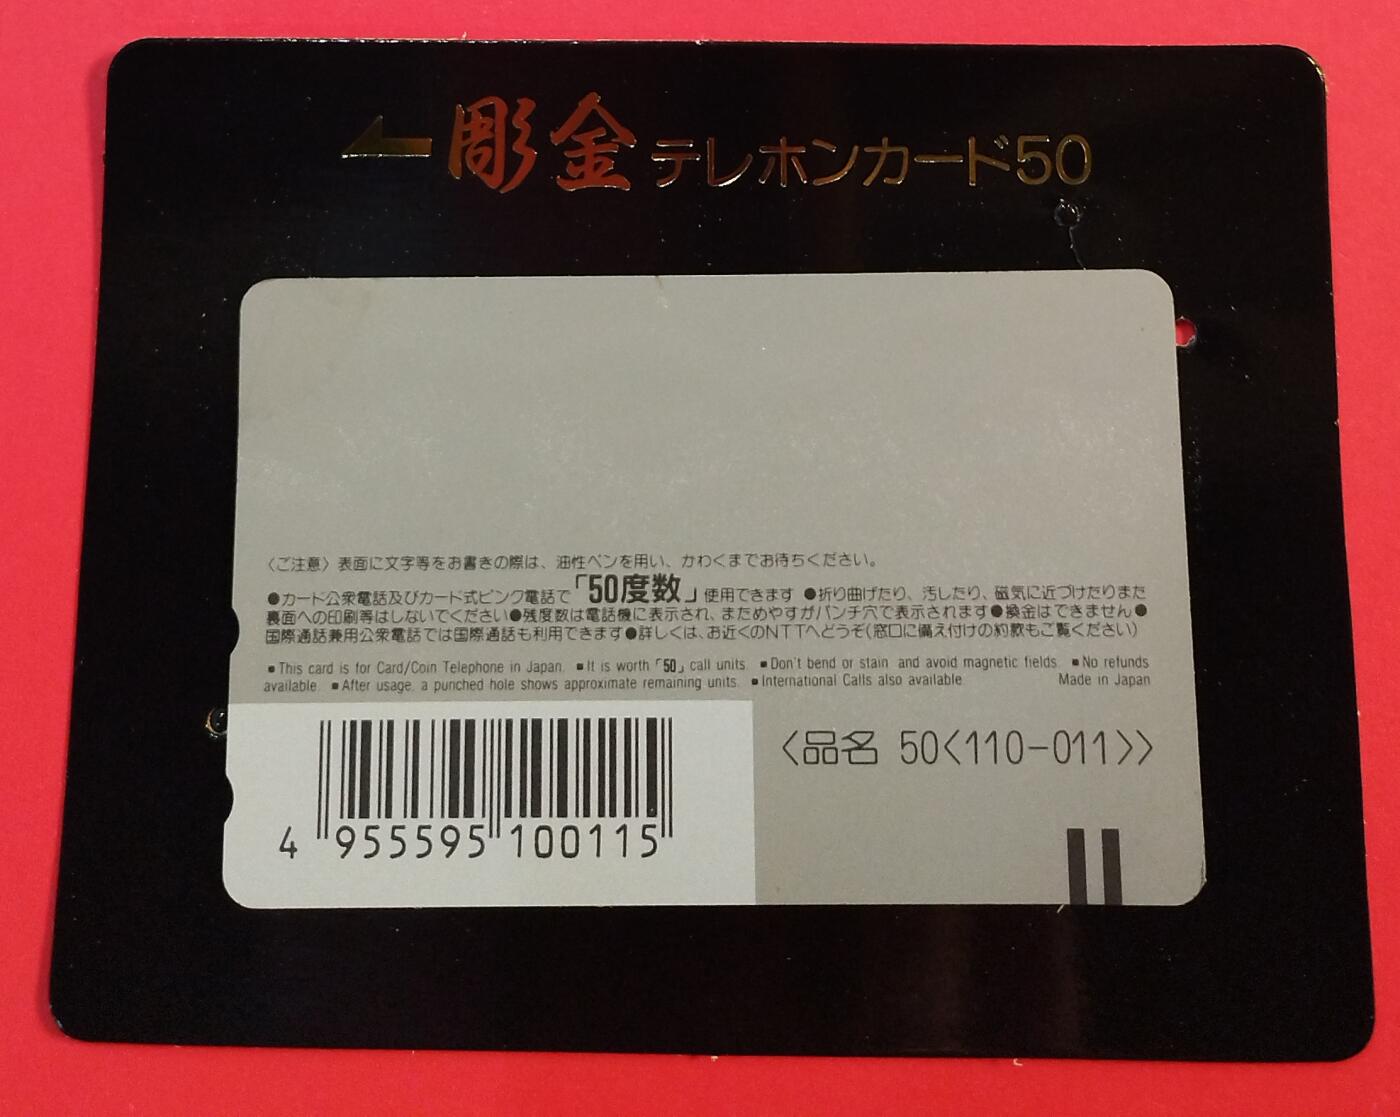 彫金テレホンカード50
〈ご注意〉表面に文字等をお書きの際は、油性ペンを用い、かわくまでお待ちください。
●カード公衆電話及びカード式ピンク電話で「50度数」使用できます ●折り曲げたり、汚したり、磁気に近づけたりまた
裏面への印刷等はしないでください●残度数は電話機に表示され、まためやすがパンチ穴で表示されます●換金はできません●
国際通話兼用公衆電話では国際通話も利用できます●詳しくは、お近くのNTTへどうぞ(窓口に備え付けの約款もご覧ください)
■This card is for Card/Coin Telephone in Japan. ■It is worth「50」call units. ■Don't bend or stain and avoid magnetic fields. ■No refunds
available. ■After usage, a punched hole shows approximate remaining units. ■International Calls also available. Made in Japan
〈品名 50〈110-011〉〉
4 955595 100115